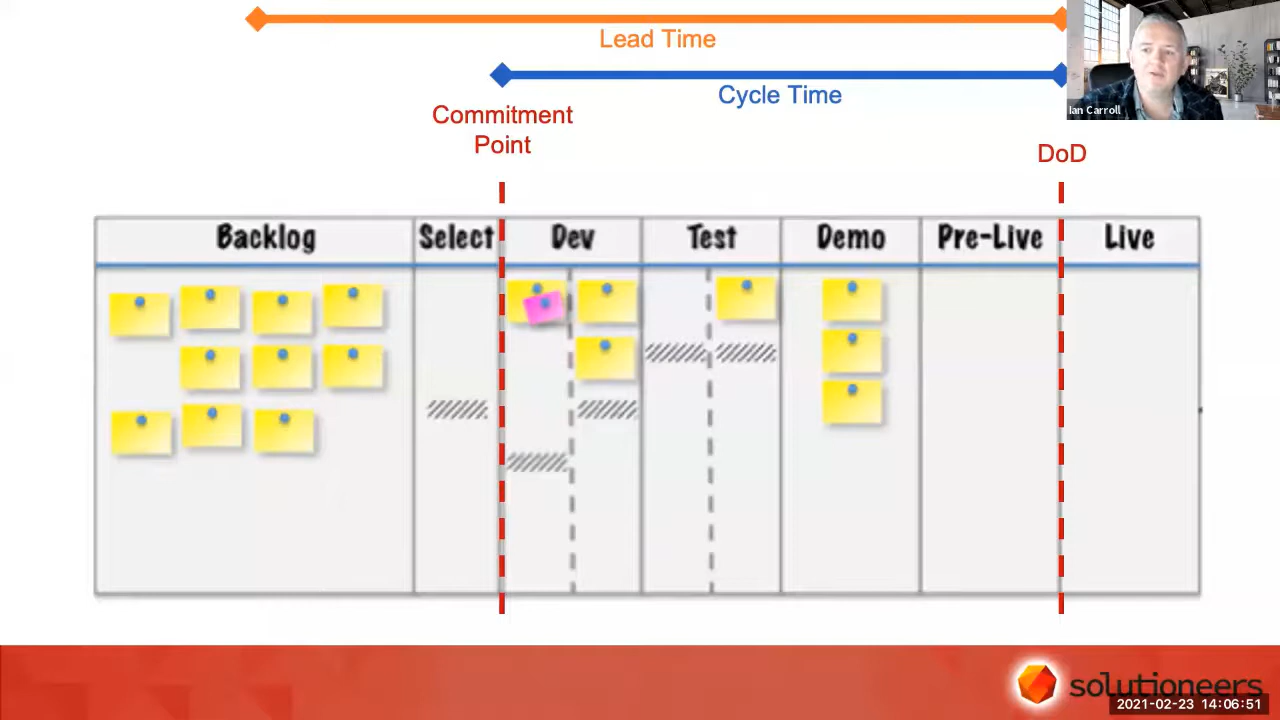 Lead Time
Cycle Time
Ian Carroll
Commitment
Point
DoD
Backlog
Select
Dev
Test
Demo
Pre-Live
Live
solutioneers
2021-02-23 14:06:51